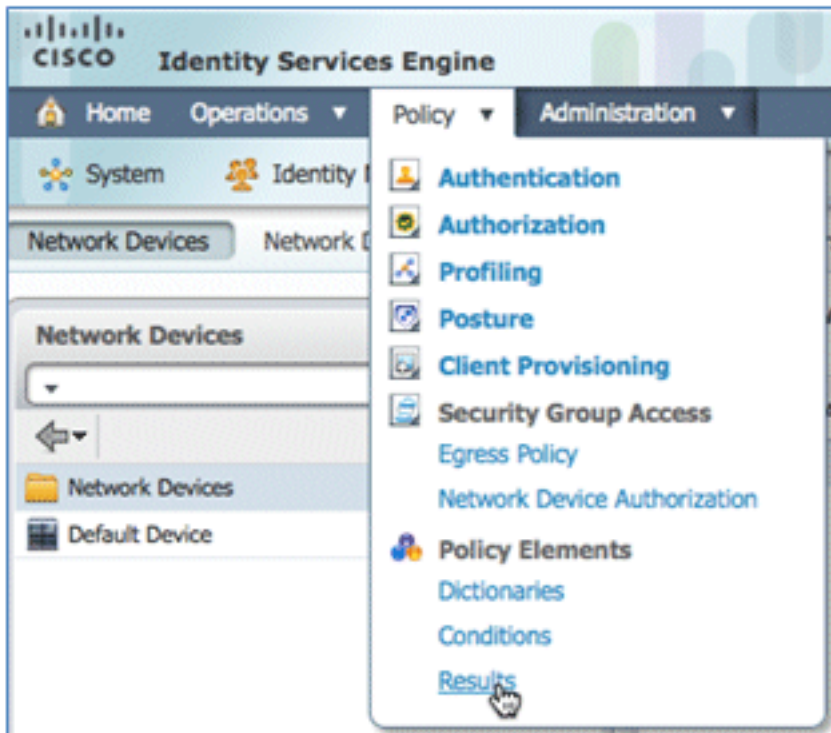 CISCO Identity Services Engine
Home Operations Policy Administration
System Identity
Network Devices Network
Network Devices
Network Devices
Default Device
Authentication
Authorization
Profiling
Posture
Client Provisioning
Security Group Access
Egress Policy
Network Device Authorization
Policy Elements
Dictionaries
Conditions
Results